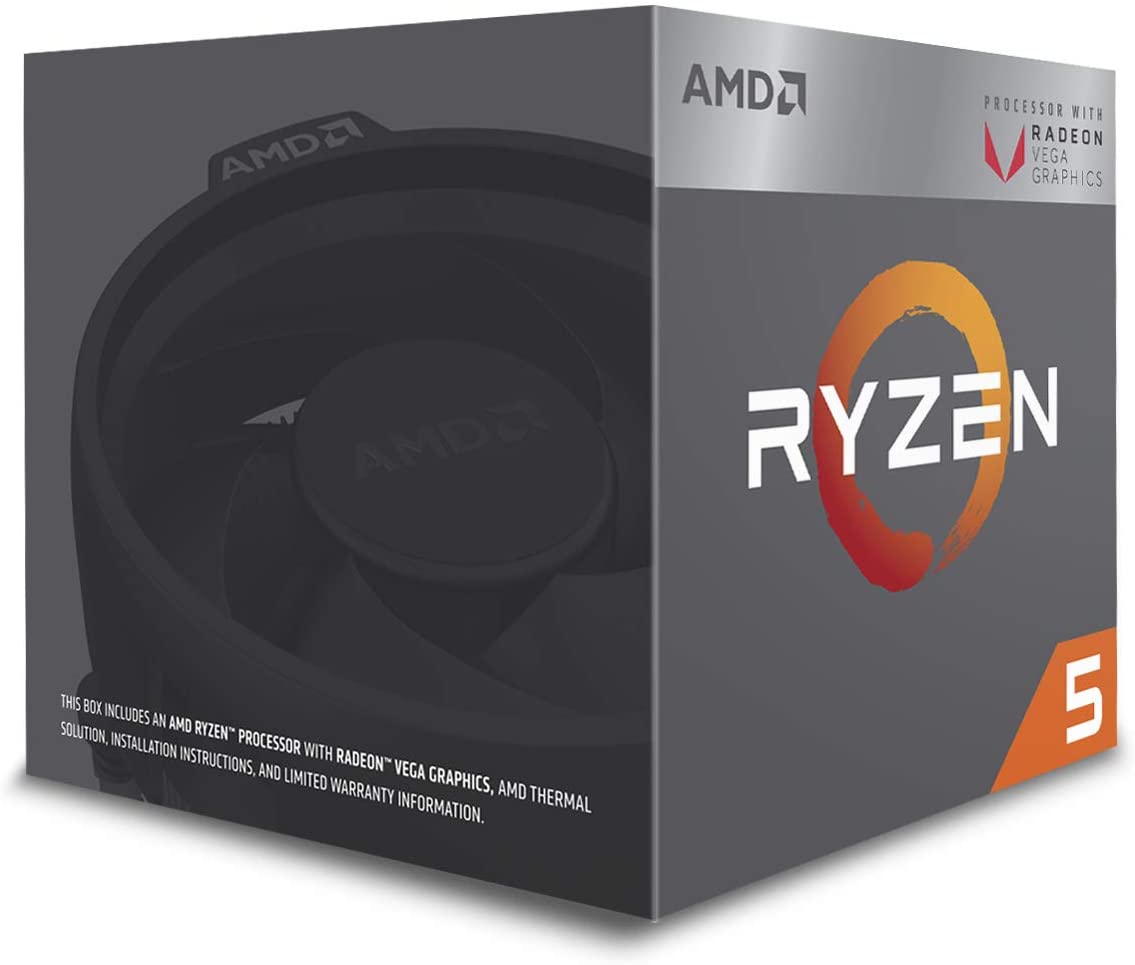 AMD
AMD
THIS BOX INCLUDES AN AMD RYZEN™ PROCESSOR WITH RADEON™ VEGA GRAPHICS, AMD THERMAL
SOLUTION, INSTALLATION INSTRUCTIONS, AND LIMITED WARRANTY INFORMATION.
AMD
PROCESSOR WITH
RADEON
VEGA
GRAPHICS
RYZEN
5